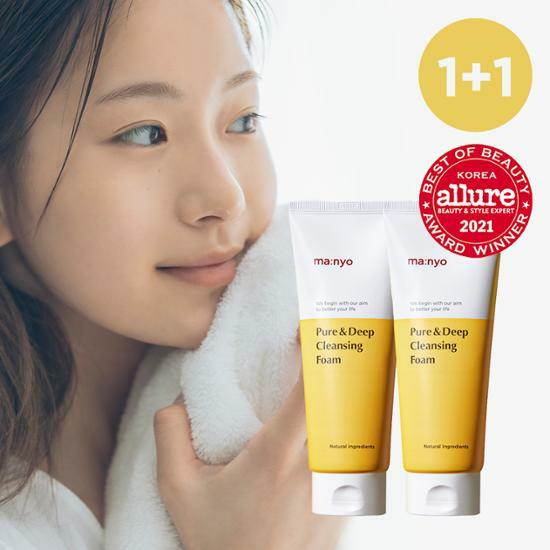 1+1
BEST OF BEAUTY
KOREA
allure
BEAUTY & STYLE EXPERT
2021
AWARD WINNER
ma:nyo
We begin with our aim
to better your life
Pure & Deep
Cleansing
Foam
Natural Ingredients
ma:nyo
We begin with our aim
to better your life
Pure & Deep
Cleansing
Foam
Natural Ingredients